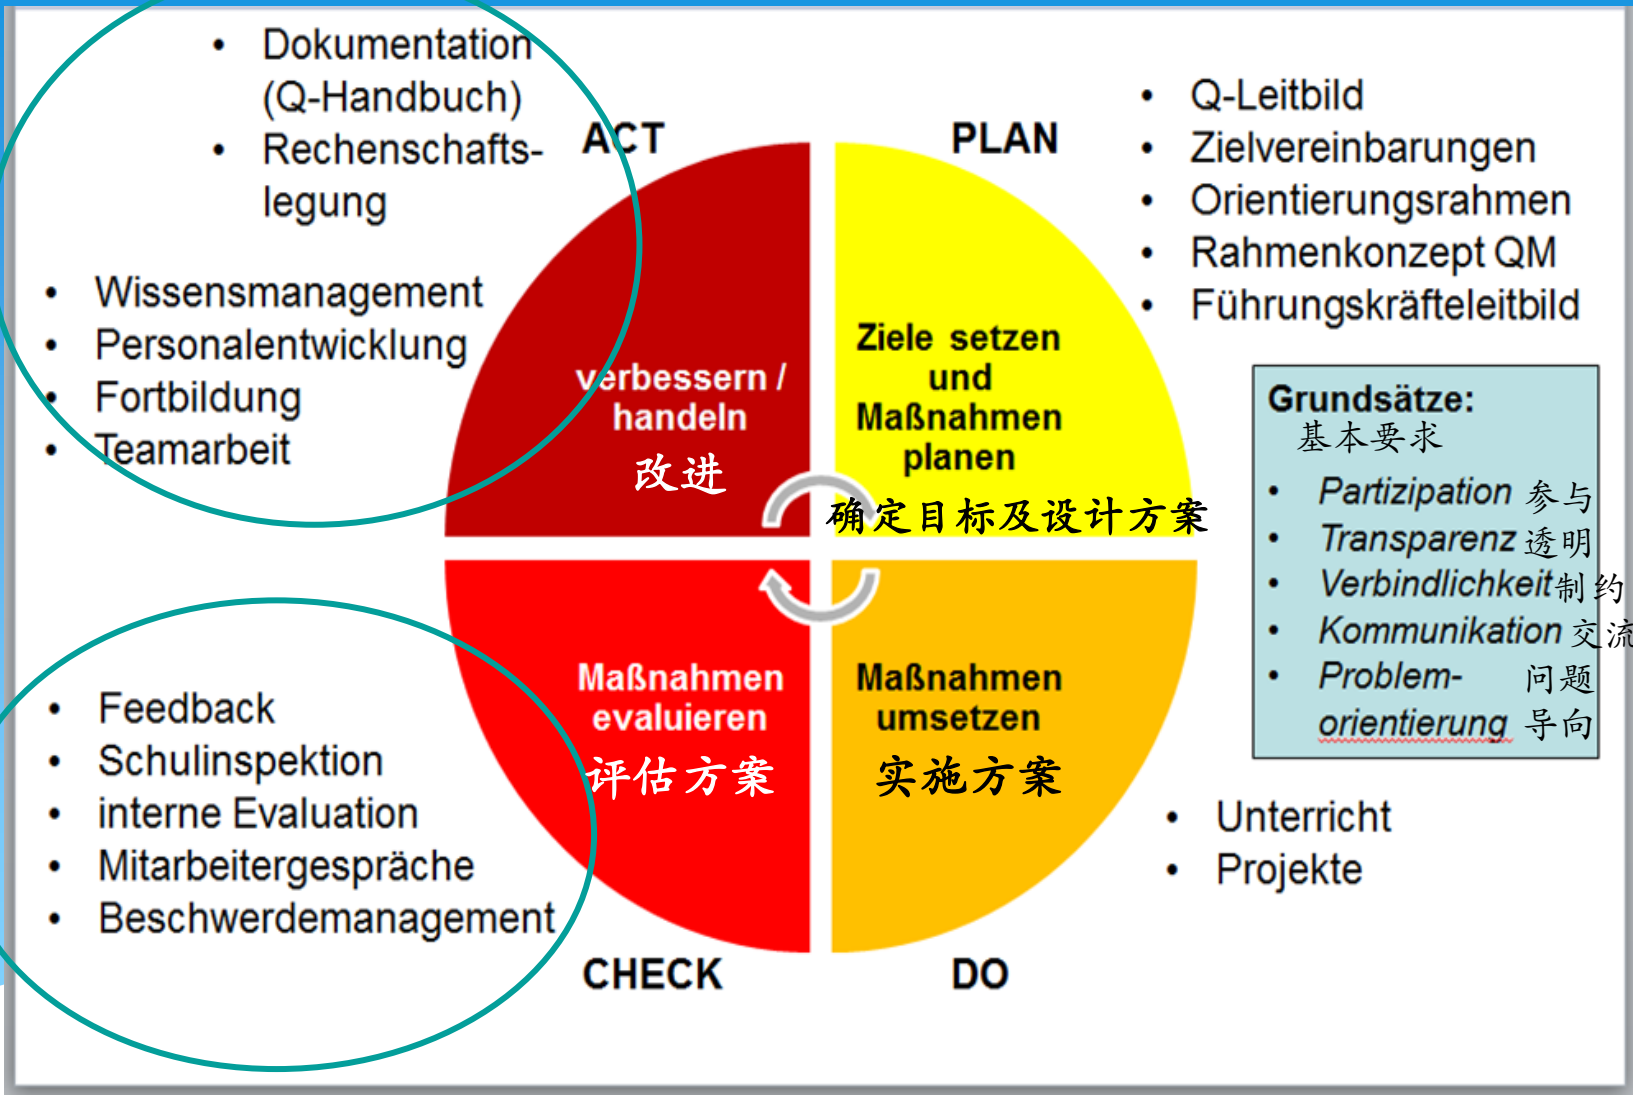 • Dokumentation
(Q-Handbuch)
• Rechenschafts-
legung
• Wissensmanagement
• Personalentwicklung
• Fortbildung
• Teamarbeit
ACT
verbessern /
handeln
改进
PLAN
Ziele setzen
und
Maßnahmen
planen
确定目标及设计方案
• Q-Leitbild
• Zielvereinbarungen
• Orientierungsrahmen
• Rahmenkonzept QM
• Führungskräfteleitbild
Grundsätze:
基本要求
• Partizipation 参与
• Transparenz 透明
• Verbindlichkeit 制约
• Kommunikation 交流
• Problem- 问题
orientierung 导向
• Feedback
• Schulinspektion
• interne Evaluation
• Mitarbeitergespräche
• Beschwerdemanagement
Maßnahmen
evaluieren
评估方案
CHECK
Maßnahmen
umsetzen
实施方案
DO
• Unterricht
• Projekte